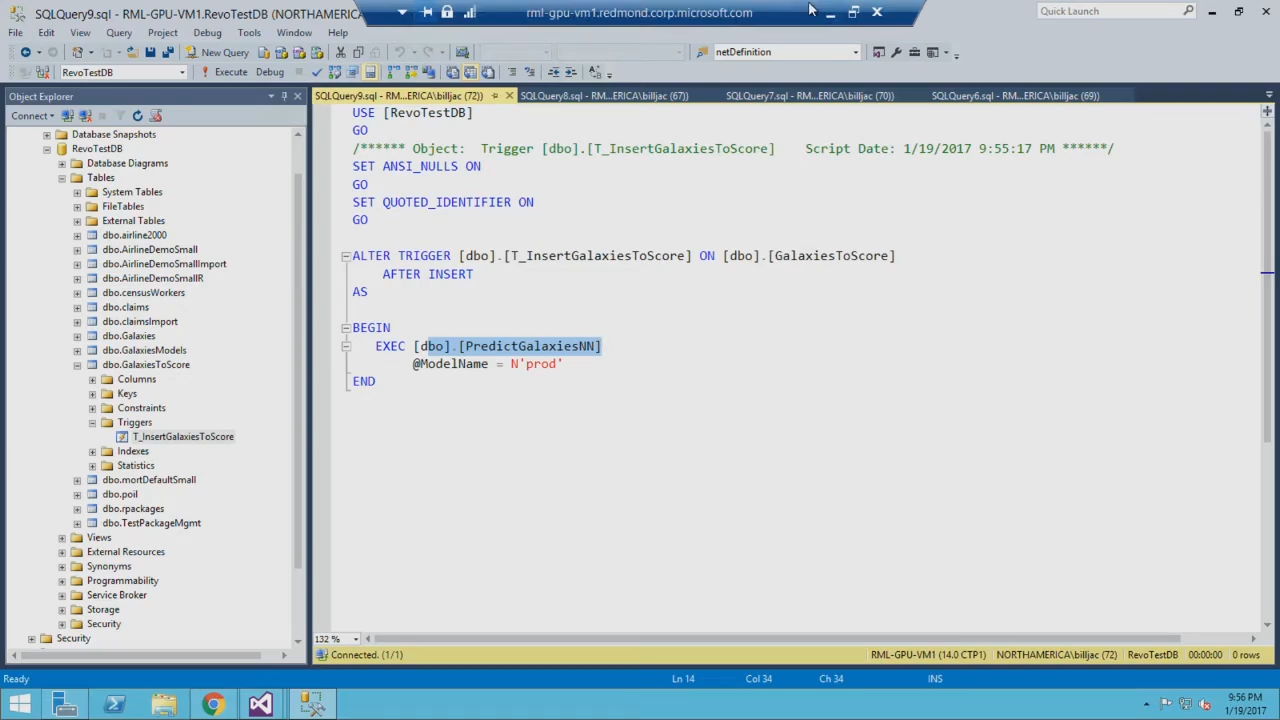 SQLQuery9.sql - RML-GPU-VM1.RevoTestDB (NORTHAMERICA\
rml-gpu-vm1.redmond.corp.microsoft.com
Quick Launch
File Edit View Query Project Debug Tools Window Help
New Query
netDefinition
RevoTestDB
Execute Debug
Object Explorer
SQLQuery9.sql - RM...ERICA\billjac (72)) SQLQuery8.sql - RM...ERICA\billjac (67)) SQLQuery7.sql - RM...ERICA\billjac (70)) SQLQuery6.sql - RM...ERICA\billjac (69))
Connect
Database Snapshots
RevoTestDB
Database Diagrams
Tables
System Tables
FileTables
External Tables
dbo.airline2000
dbo.AirlineDemoSmall
dbo.AirlineDemoSmallImport
dbo.AirlineDemoSmallR
dbo.censusWorkers
dbo.claims
dbo.claimsImport
dbo.Galaxies
dbo.GalaxiesModels
dbo.GalaxiesToScore
Columns
Keys
Constraints
Triggers
T_InsertGalaxiesToScore
Indexes
Statistics
dbo.mortDefaultSmall
dbo.poil
dbo.rpackages
dbo.TestPackageMgmt
Views
External Resources
Synonyms
Programmability
Service Broker
Storage
Security
Security
USE [RevoTestDB]
GO
/****** Object: Trigger [dbo].[T_InsertGalaxiesToScore] Script Date: 1/19/2017 9:55:17 PM ******/
SET ANSI_NULLS ON
GO
SET QUOTED_IDENTIFIER ON
GO
ALTER TRIGGER [dbo].[T_InsertGalaxiesToScore] ON [dbo].[GalaxiesToScore]
AFTER INSERT
AS
BEGIN
EXEC [dbo].[PredictGalaxiesNN]
@ModelName = N'prod'
END
132 %
Connected. (1/1)
RML-GPU-VM1 (14.0 CTP1) NORTHAMERICA\billjac (72) RevoTestDB 00:00:00 0 rows
Ready
Ln 14 Col 34 Ch 34 INS
9:56 PM
1/19/2017